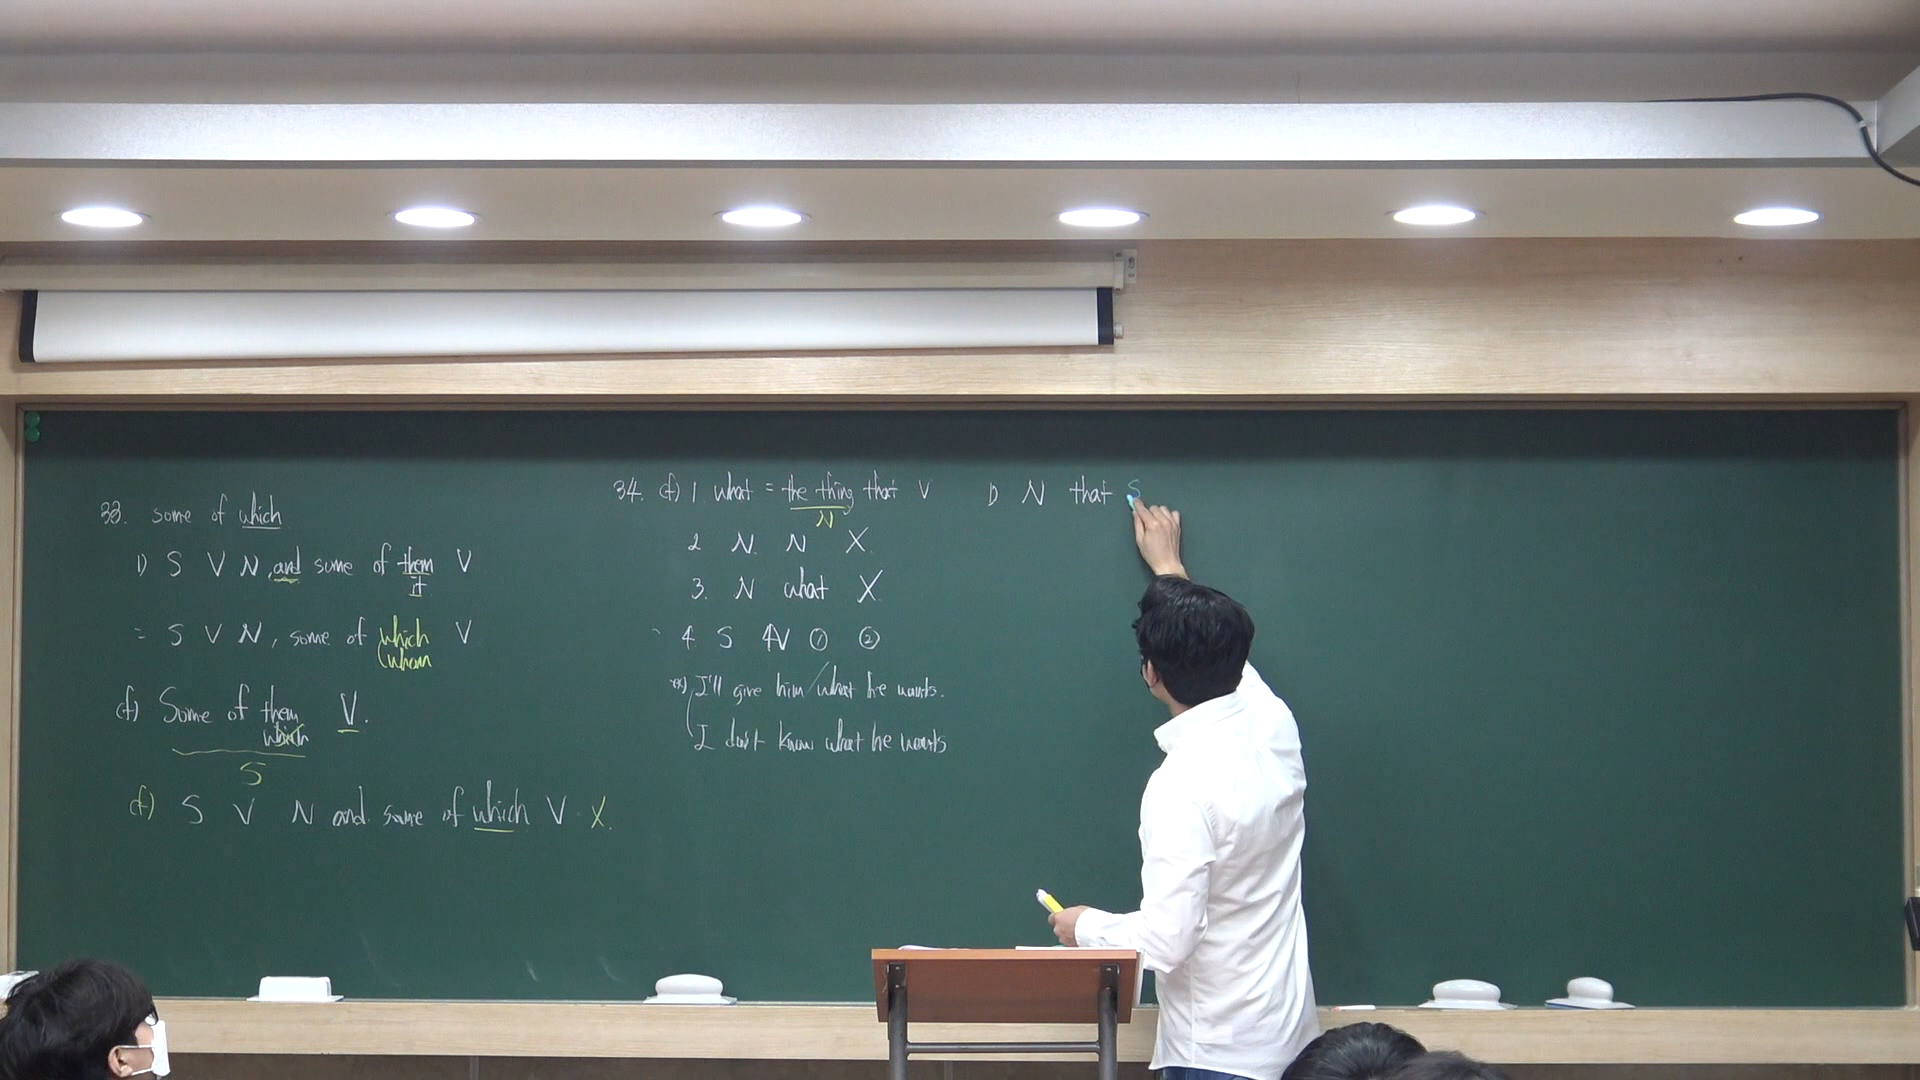 33. some of which
1) S V N, and some of them V
it
= S V N, some of which V
(whom
cf) Some of them V.
which
S
cf) S V N and some of which V X.
34. cf) 1. what = the thing that V
N
2. N N X
3. N what X
4. S 4V ① ②
ex) I'll give him / what he wants.
I don't know what he wants
1) N that S